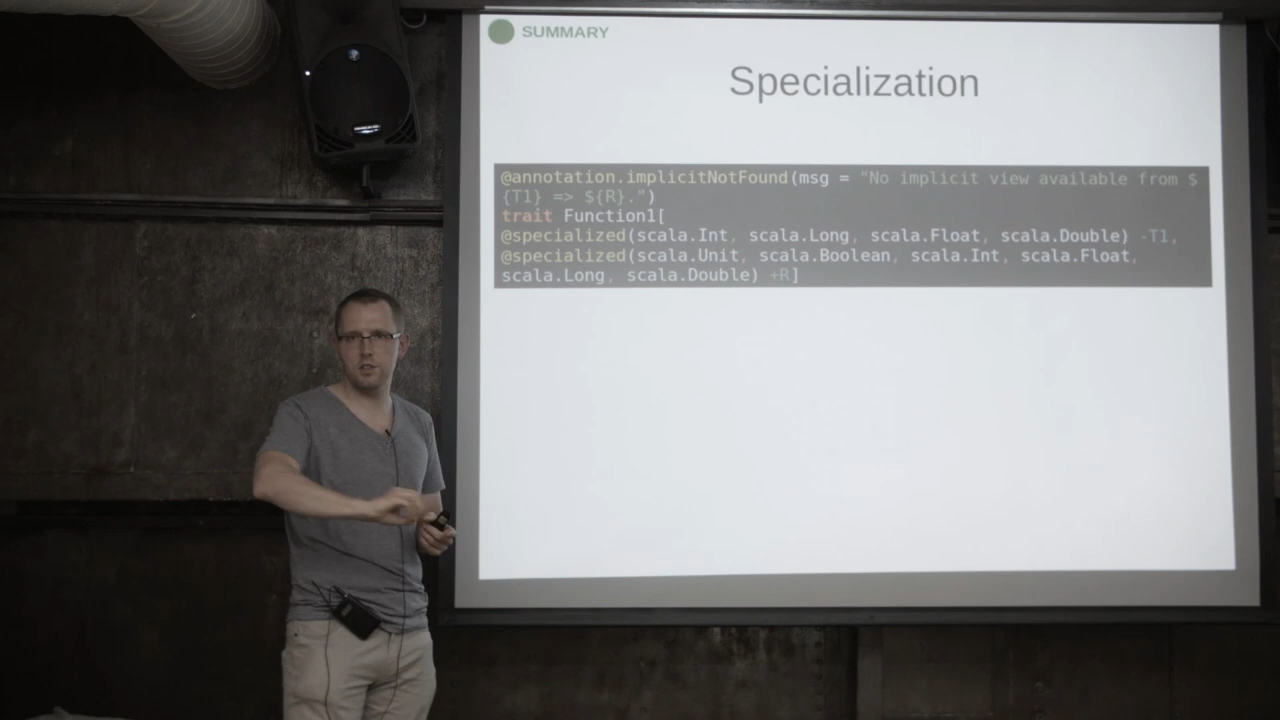 SUMMARY
Specialization
@annotation.implicitNotFound(msg = "No implicit view available from $
{T1} => ${R}.")
trait Function1[
@specialized(scala.Int, scala.Long, scala.Float, scala.Double) -T1,
@specialized(scala.Unit, scala.Boolean, scala.Int, scala.Float,
scala.Long, scala.Double) +R]